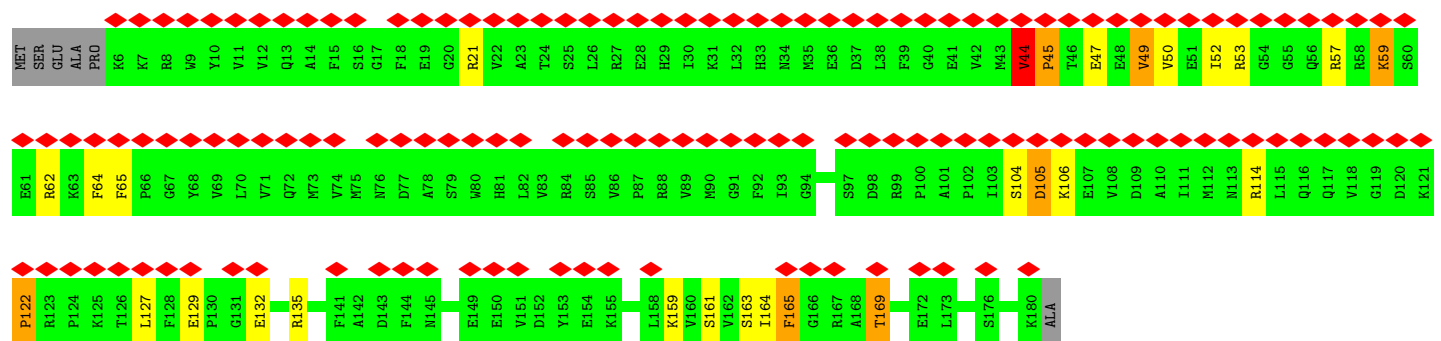 MET SER GLU ALA PRO K6 K7 R8 W9 Y10 V11 V12 Q13 A14 F15 S16 G17 F18 E19 G20 R21 V22 A23 T24 S25 L26 R27 E28 H29 I30 K31 L32 H33 N34 M35 E36 D37 L38 F39 G40 E41 V42 M43 V44 P45 T46 E47 E48 V49 V50 E51 I52 R53 G54 G55 Q56 R57 R58 K59 S60
E61 R62 K63 F64 F65 P66 G67 Y68 V69 L70 V71 Q72 M73 V74 M75 N76 D77 A78 S79 W80 H81 L82 V83 R84 S85 V86 P87 R88 V89 M90 G91 F92 I93 G94 S97 D98 R99 P100 A101 P102 I103 S104 D105 K106 E107 V108 D109 A110 I111 M112 N113 R114 L115 Q116 Q117 V118 G119 D120 K121
P122 R123 P124 K125 T126 L127 F128 E129 P130 G131 E132 R135 F141 A142 D143 F144 N145 E149 E150 V151 D152 Y153 E154 K155 L158 K159 V160 S161 V162 S163 I164 F165 G166 R167 A168 T169 E172 L173 S176 K180 ALA